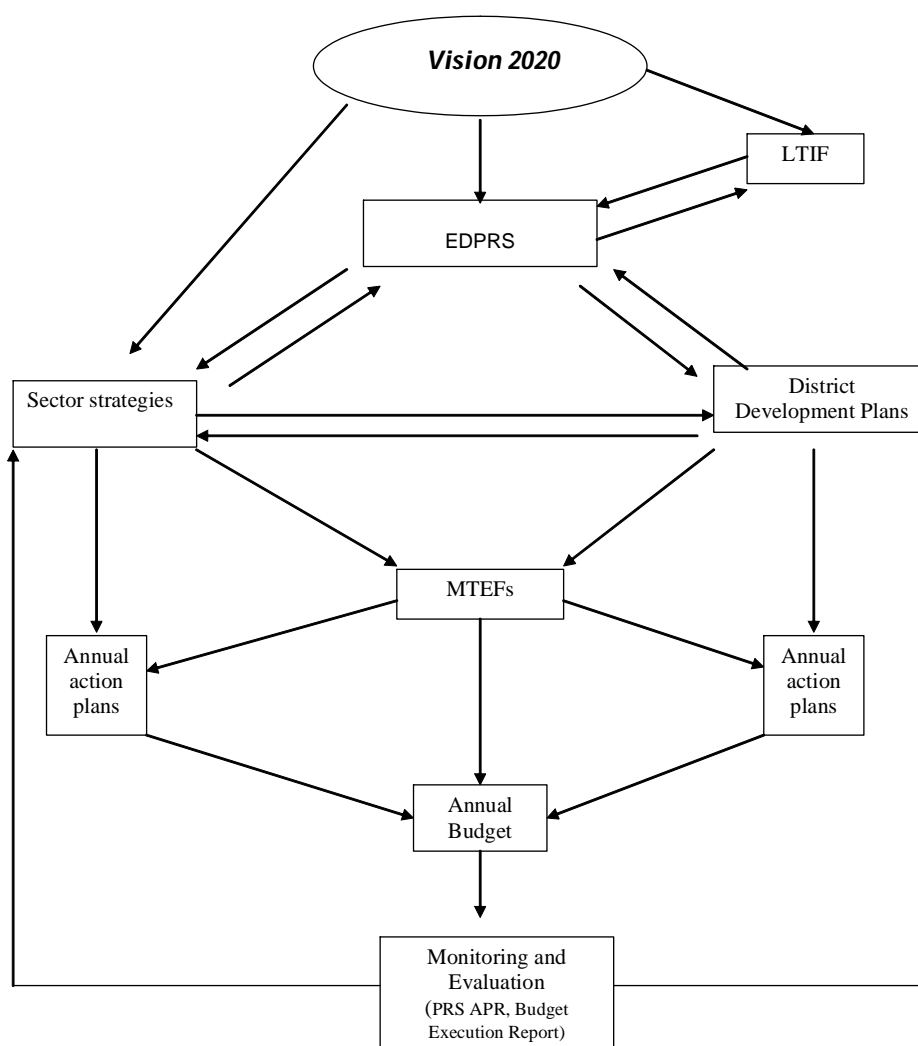 Vision 2020
LTIF
EDPRS
Sector strategies
District
Development Plans
MTEFs
Annual
action
plans
Annual
action
plans
Annual
Budget
Monitoring and
Evaluation
(PRS APR, Budget
Execution Report)